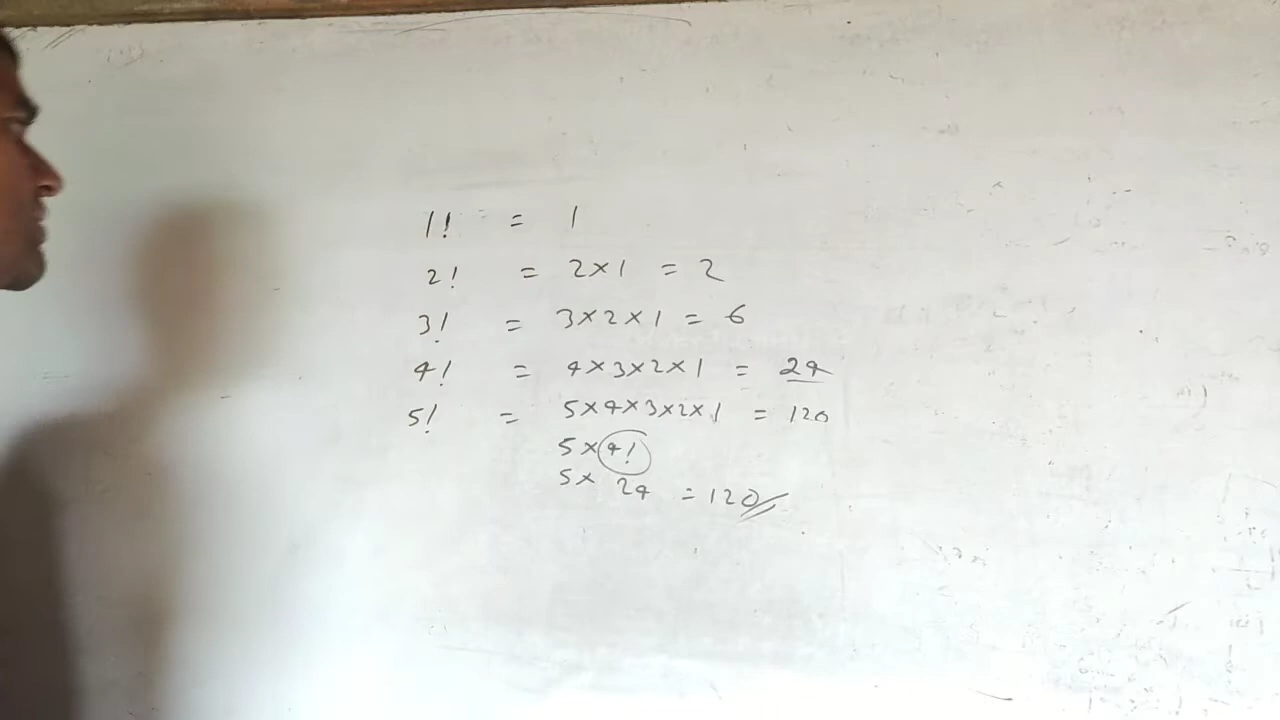 1! = 1
2! = 2×1 = 2
3! = 3×2×1 = 6
4! = 4×3×2×1 = 24
5! = 5×4×3×2×1 = 120
5×4!
5× 24 = 120